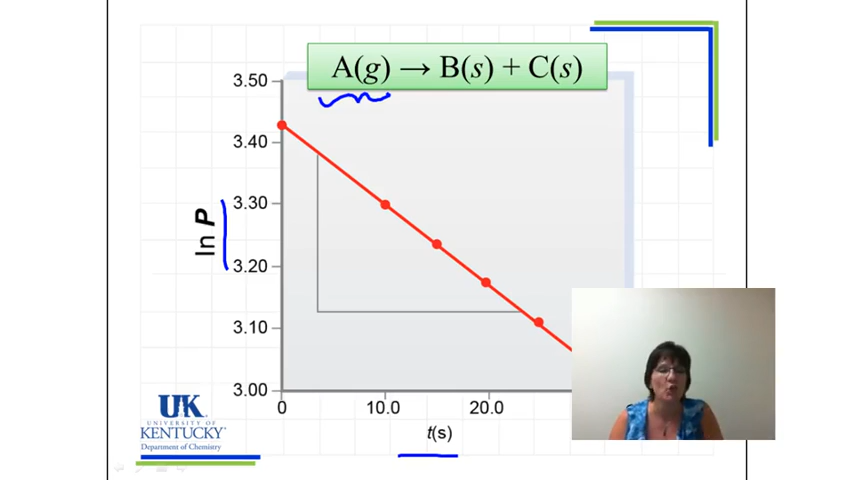 A(g) → B(s) + C(s)
3.50
3.40
3.30
ln P
3.20
3.10
3.00
0 10.0 20.0
t(s)
UK
UNIVERSITY OF
KENTUCKY
Department of Chemistry